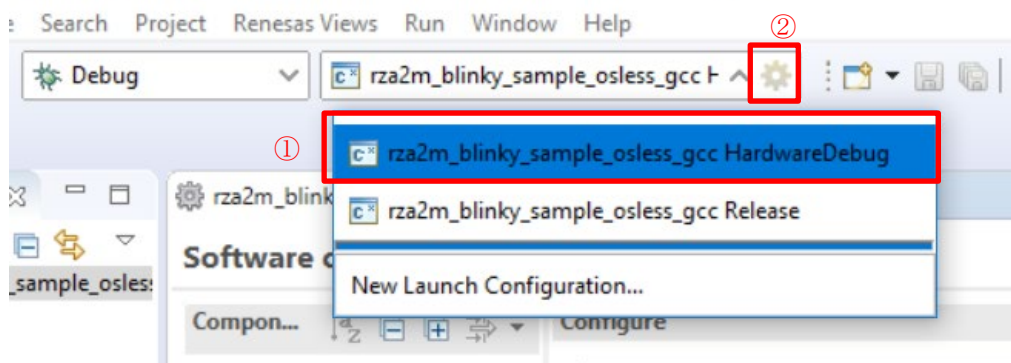 e Search Project Renesas Views Run Window Help
②
Debug
rza2m_blinky_sample_osless_gcc H
①
rza2m_blinky_sample_osless_gcc HardwareDebug
rza2m_blink
rza2m_blinky_sample_osless_gcc Release
Software c
_sample_osles
New Launch Configuration...
Compon...
Configure